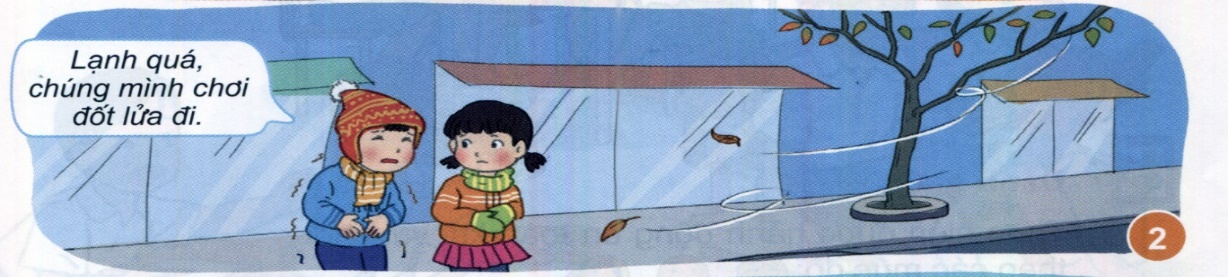 Lạnh quá,
chúng mình chơi
đốt lửa đi.
2